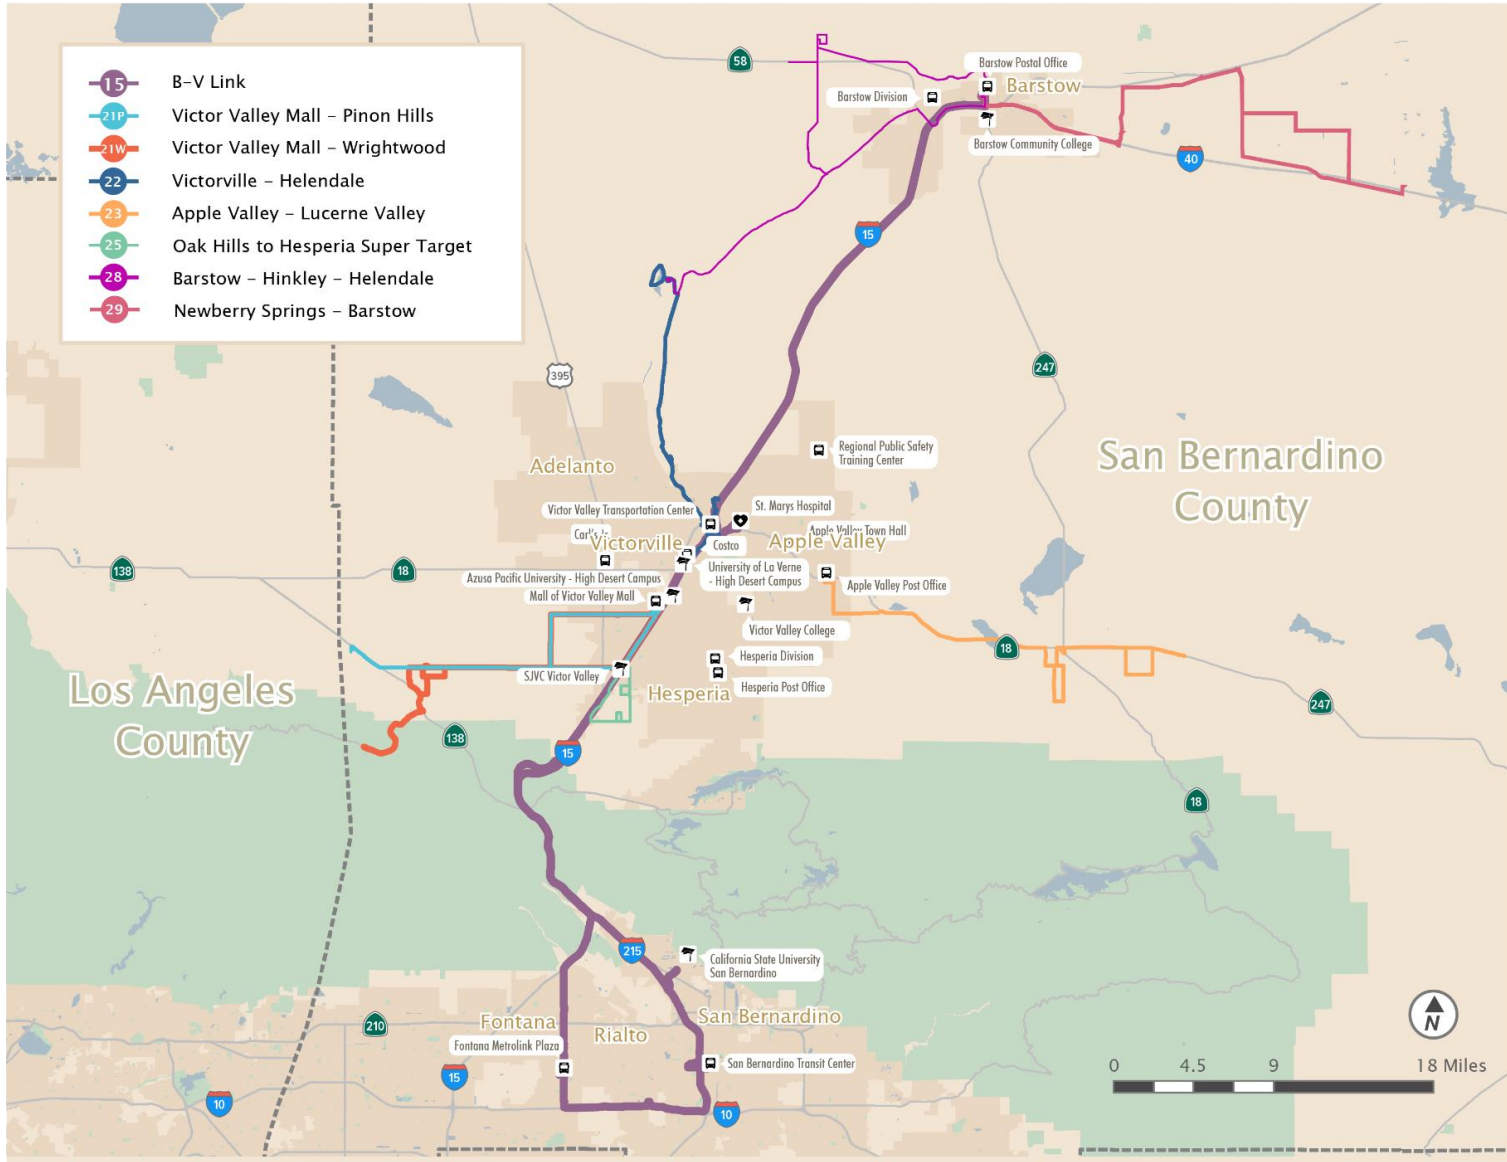 15 B-V Link
21P Victor Valley Mall – Pinon Hills
21W Victor Valley Mall – Wrightwood
22 Victorville – Helendale
23 Apple Valley – Lucerne Valley
25 Oak Hills to Hesperia Super Target
28 Barstow – Hinkley – Helendale
29 Newberry Springs – Barstow
58
Barstow Postal Office
Barstow
Barstow Division
Barstow Community College
40
15
247
395
Adelanto
Regional Public Safety
Training Center
San Bernardino
County
Victor Valley Transportation Center
St. Marys Hospital
Apple Valley Town Hall
Victorville
Costco
Apple Valley
138
18
Azusa Pacific University - High Desert Campus
University of La Verne
- High Desert Campus
Apple Valley Post Office
Mall of Victor Valley Mall
Victor Valley College
18
Hesperia Division
SJVC Victor Valley
Hesperia
Hesperia Post Office
Los Angeles
County
247
138
15
18
215
California State University
San Bernardino
Fontana
San Bernardino
Rialto
210
Fontana Metrolink Plaza
San Bernardino Transit Center
15
10
10
N
0 4.5 9 18 Miles